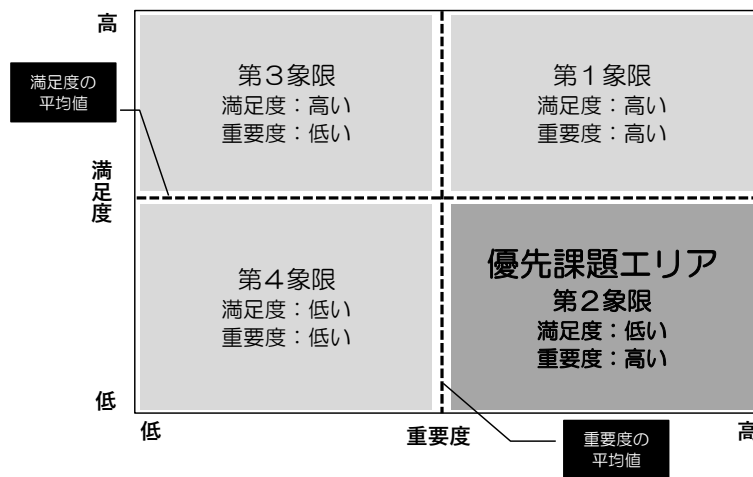 高
満足度の
平均値
第３象限
満足度：高い
重要度：低い
第１象限
満足度：高い
重要度：高い
満足度
第４象限
満足度：低い
重要度：低い
優先課題エリア
第２象限
満足度：低い
重要度：高い
低
低
重要度
高
重要度の
平均値